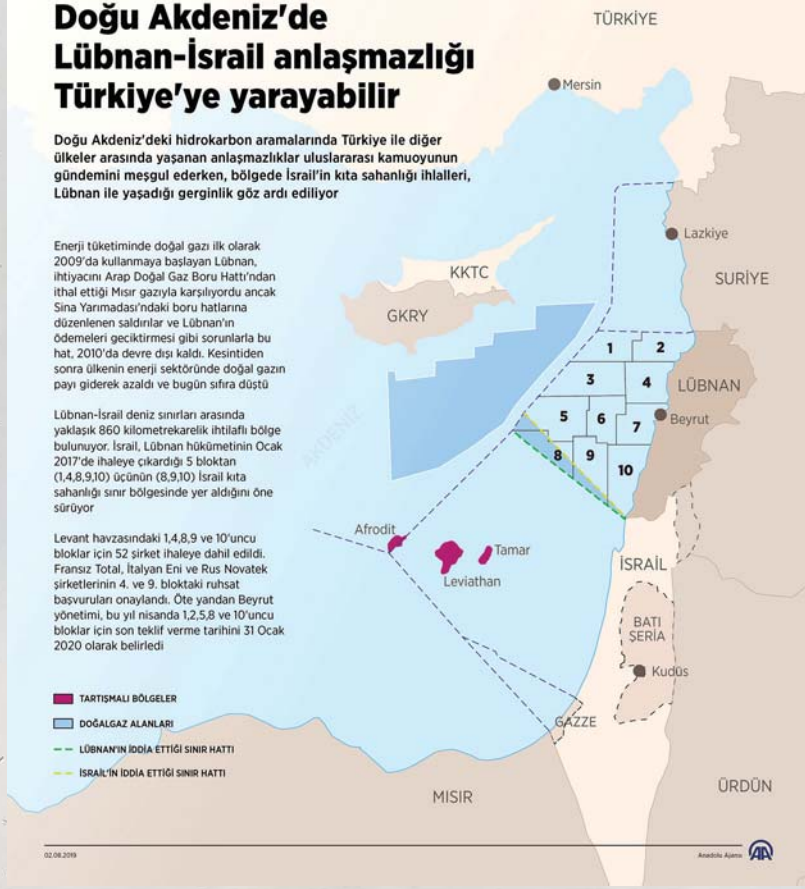 Doğu Akdeniz'de
Lübnan-İsrail anlaşmazlığı
Türkiye'ye yarayabilir
Doğu Akdeniz'deki hidrokarbon aramalarında Türkiye ile diğer
ülkeler arasında yaşanan anlaşmazlıklar uluslararası kamuoyunun
gündemini meşgul ederken, bölgede İsrail'in kıta sahanlığı ihlalleri,
Lübnan ile yaşadığı gerginlik göz ardı ediliyor
Enerji tüketiminde doğal gazı ilk olarak
2009'da kullanmaya başlayan Lübnan,
ihtiyacını Arap Doğal Gaz Boru Hattı'ndan
ithal ettiği Mısır gazıyla karşılıyordu ancak
Sina Yarımadası'ndaki boru hatlarına
düzenlenen saldırılar ve Lübnan'ın
ödemeleri geciktirmesi gibi sorunlarla bu
hat, 2010'da devre dışı kaldı. Kesintiden
sonra ülkenin enerji sektöründe doğal gazın
payı giderek azaldı ve bugün sıfıra düştü
Lübnan-İsrail deniz sınırları arasında
yaklaşık 860 kilometrekarelik ihtilaflı bölge
bulunuyor. İsrail, Lübnan hükümetinin Ocak
2017'de ihaleye çıkardığı 5 bloktan
(1,4,8,9,10) üçünün (8,9,10) İsrail kıta
sahanlığı sınır bölgesinde yer aldığını öne
sürüyor
Levant havzasındaki 1,4,8,9 ve 10'uncu
bloklar için 52 şirket ihaleye dahil edildi.
Fransız Total, İtalyan Eni ve Rus Novatek
şirketlerinin 4. ve 9. bloktaki ruhsat
başvuruları onaylandı. Öte yandan Beyrut
yönetimi, bu yıl nisanda 1,2,5,8 ve 10'uncu
bloklar için son teklif verme tarihini 31 Ocak
2020 olarak belirledi
TARTIŞMALI BÖLGELER
DOĞALGAZ ALANLARI
LÜBNAN'IN İDDİA ETTİĞİ SINIR HATTI
İSRAİL'İN İDDİA ETTİĞİ SINIR HATTI
TÜRKİYE
Mersin
Lazkiye
SURİYE
KKTC
GKRY
AKDENİZ
1
2
3
4
LÜBNAN
5
6
7
Beyrut
8
9
10
Afrodit
Tamar
Leviathan
İSRAİL
BATI
ŞERİA
Kudüs
GAZZE
MISIR
ÜRDÜN
02.08.2019
Anadolu Ajansı
AA